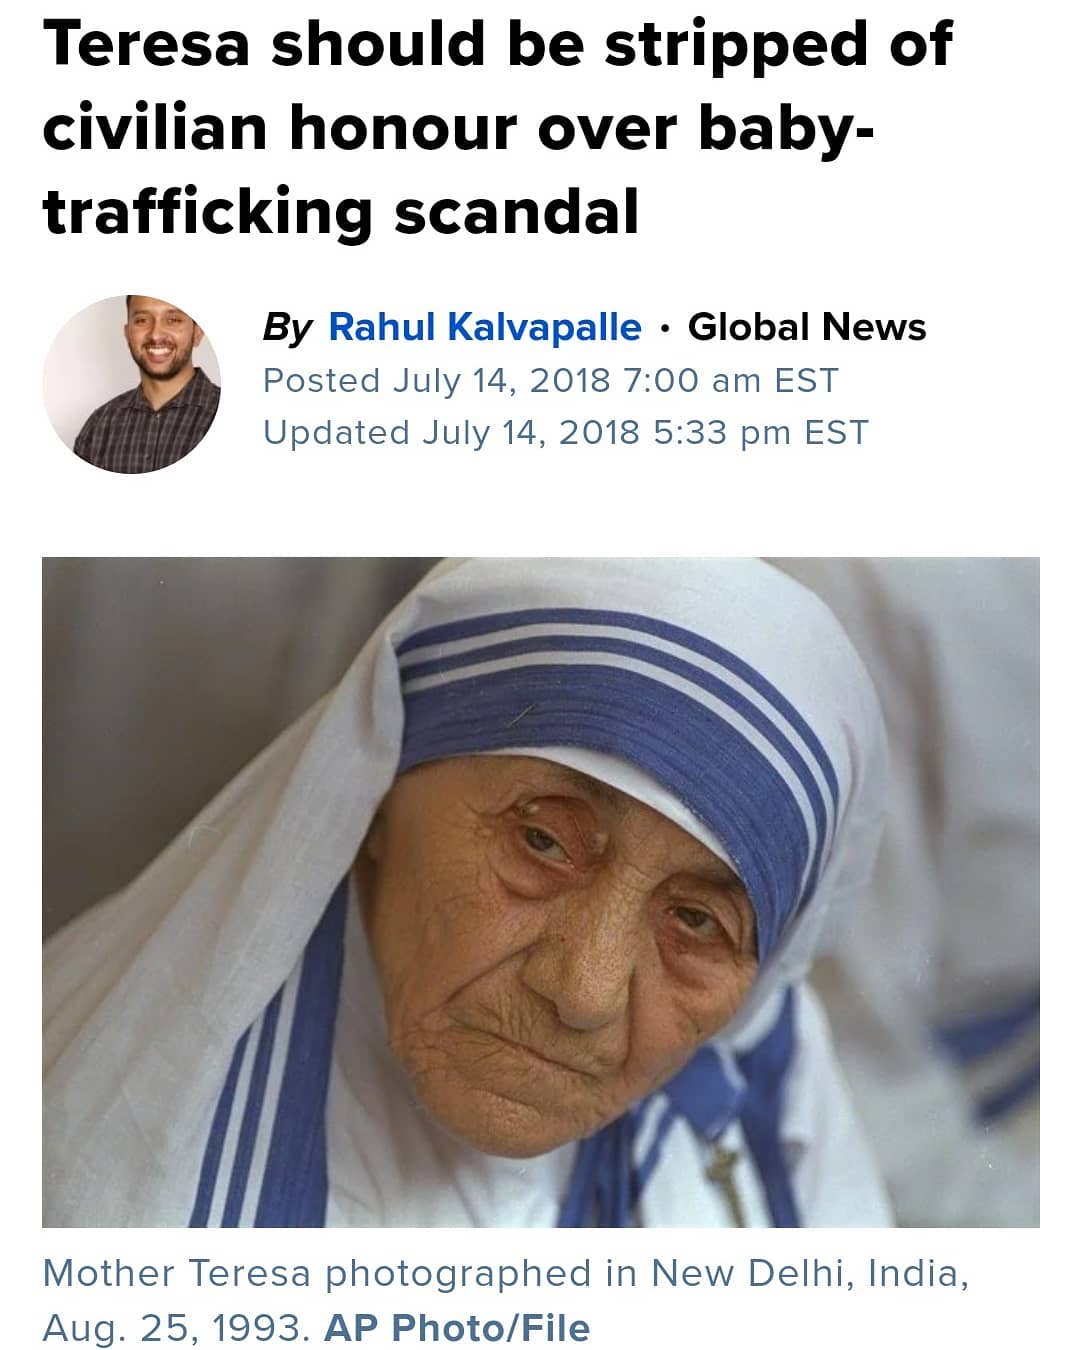 Teresa should be stripped of
civilian honour over baby-
trafficking scandal
By Rahul Kalvapalle • Global News
Posted July 14, 2018 7:00 am EST
Updated July 14, 2018 5:33 pm EST
Mother Teresa photographed in New Delhi, India,
Aug. 25, 1993. AP Photo/File